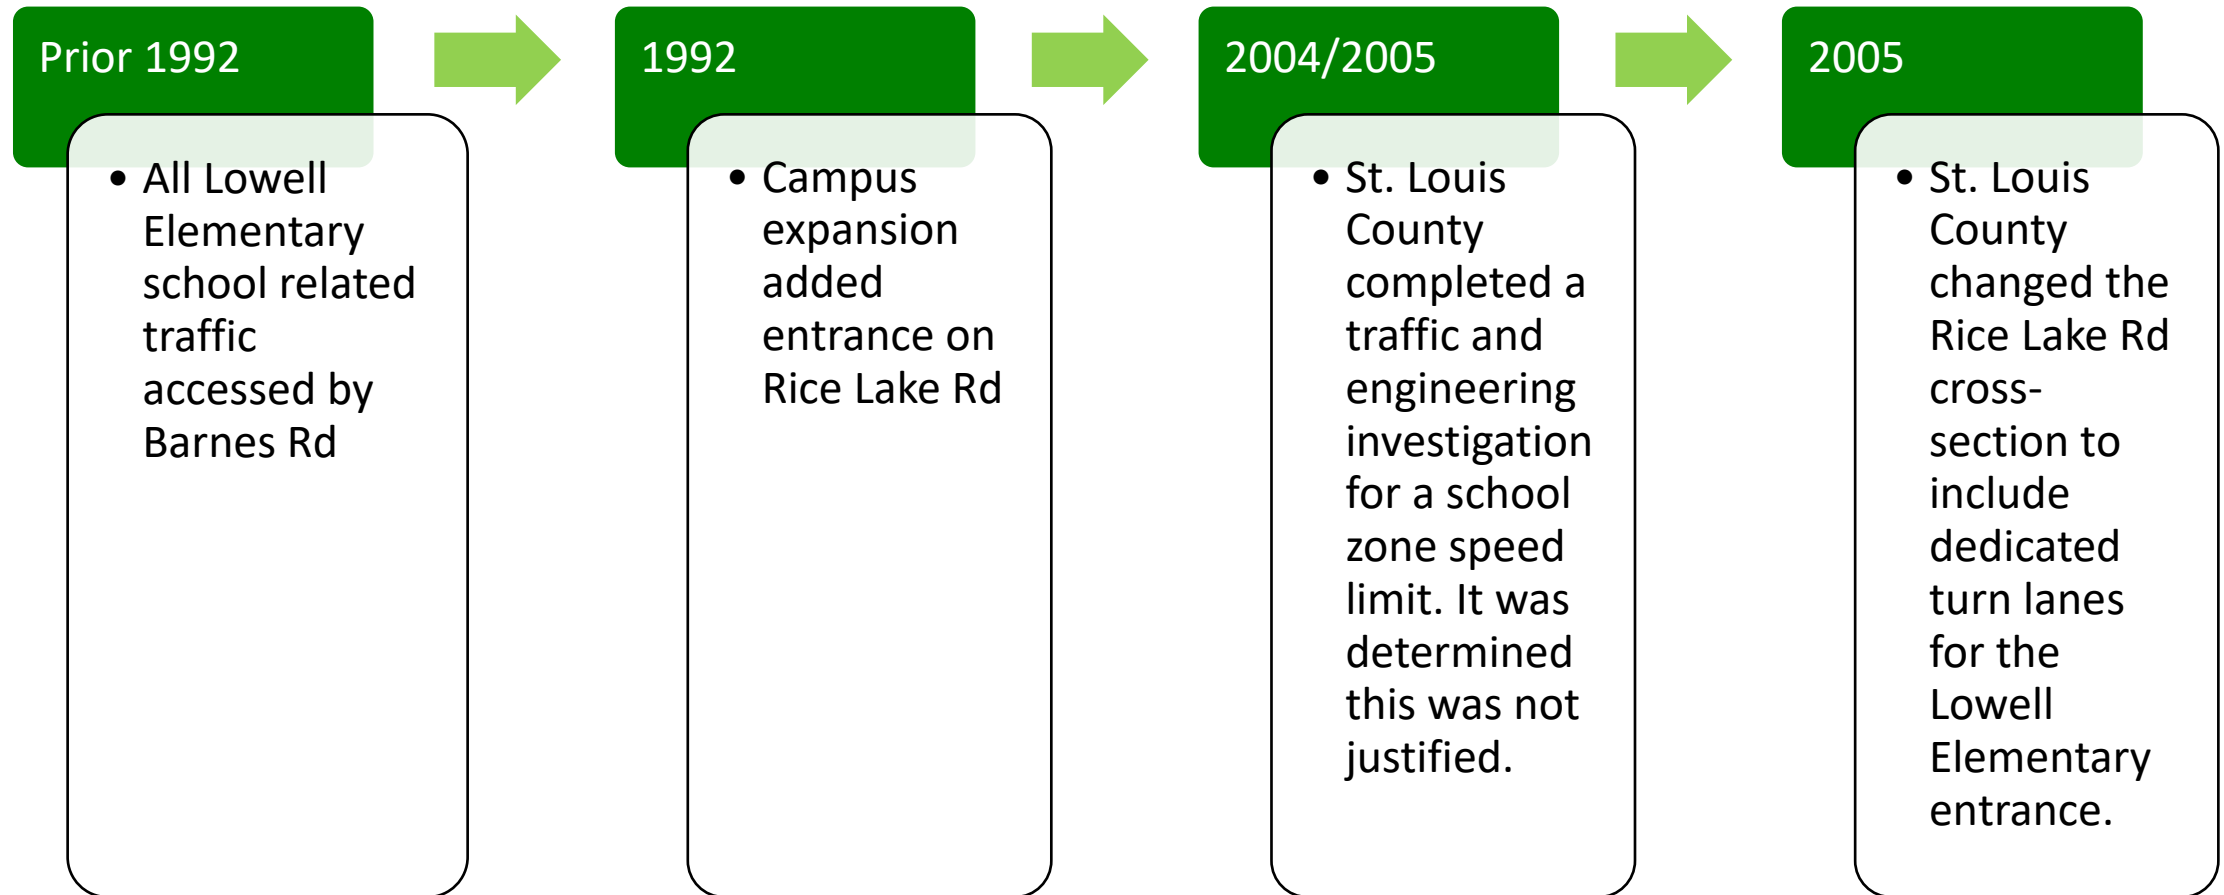 Prior 1992
• All Lowell
Elementary
school related
traffic
accessed by
Barnes Rd
1992
• Campus
expansion
added
entrance on
Rice Lake Rd
2004/2005
• St. Louis
County
completed a
traffic and
engineering
investigation
for a school
zone speed
limit. It was
determined
this was not
justified.
2005
• St. Louis
County
changed the
Rice Lake Rd
cross-
section to
include
dedicated
turn lanes
for the
Lowell
Elementary
entrance.